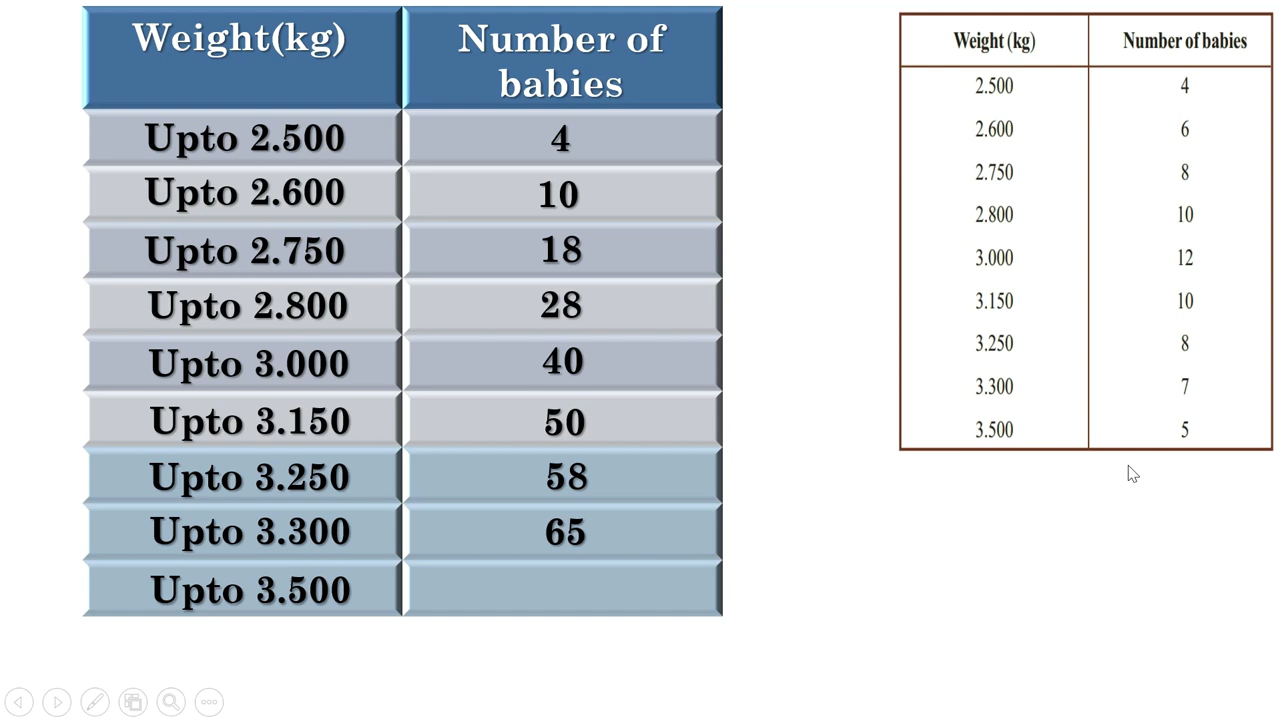 Weight(kg) Number of
babies
Upto 2.500 4
Upto 2.600 10
Upto 2.750 18
Upto 2.800 28
Upto 3.000 40
Upto 3.150 50
Upto 3.250 58
Upto 3.300 65
Upto 3.500
Weight (kg) Number of babies
2.500 4
2.600 6
2.750 8
2.800 10
3.000 12
3.150 10
3.250 8
3.300 7
3.500 5